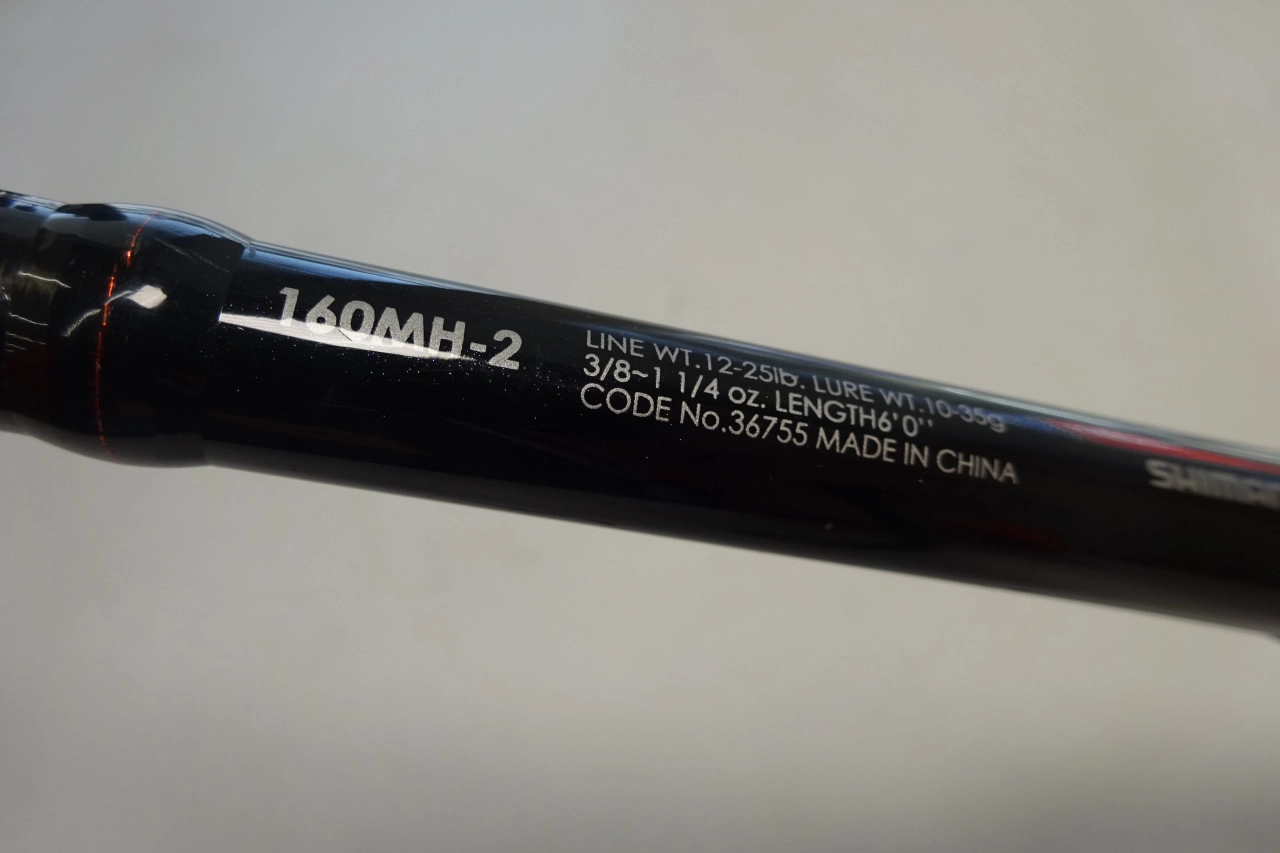 160MH-2
LINE WT.12-25lb. LURE WT.10-35g
3/8~1 1/4 oz. LENGTH6'0"
CODE No.36755 MADE IN CHINA